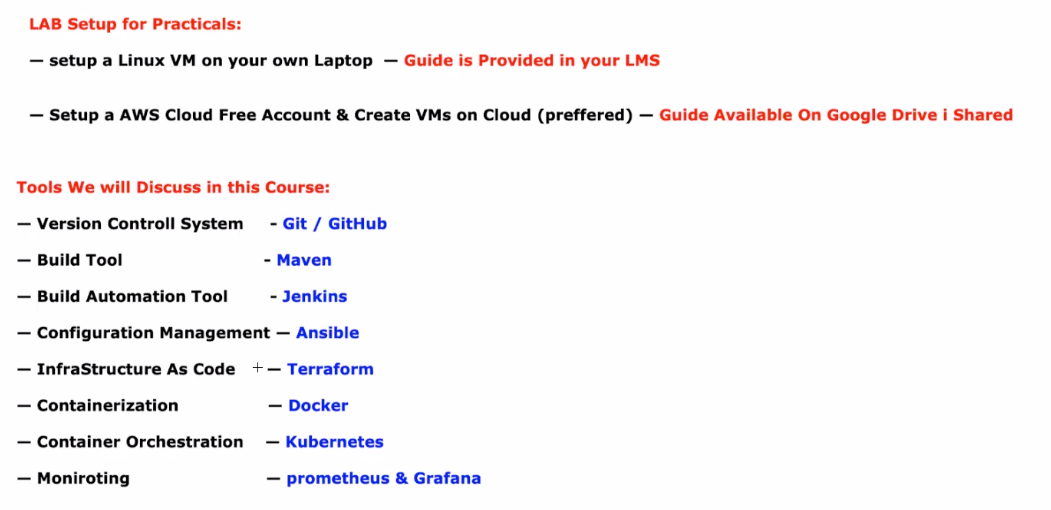 LAB Setup for Practicals:
— setup a Linux VM on your own Laptop — Guide is Provided in your LMS
— Setup a AWS Cloud Free Account & Create VMs on Cloud (preffered) — Guide Available On Google Drive i Shared
Tools We will Discuss in this Course:
— Version Controll System - Git / GitHub
— Build Tool - Maven
— Build Automation Tool - Jenkins
— Configuration Management — Ansible
— InfraStructure As Code — Terraform
— Containerization — Docker
— Container Orchestration — Kubernetes
— Moniroting — prometheus & Grafana